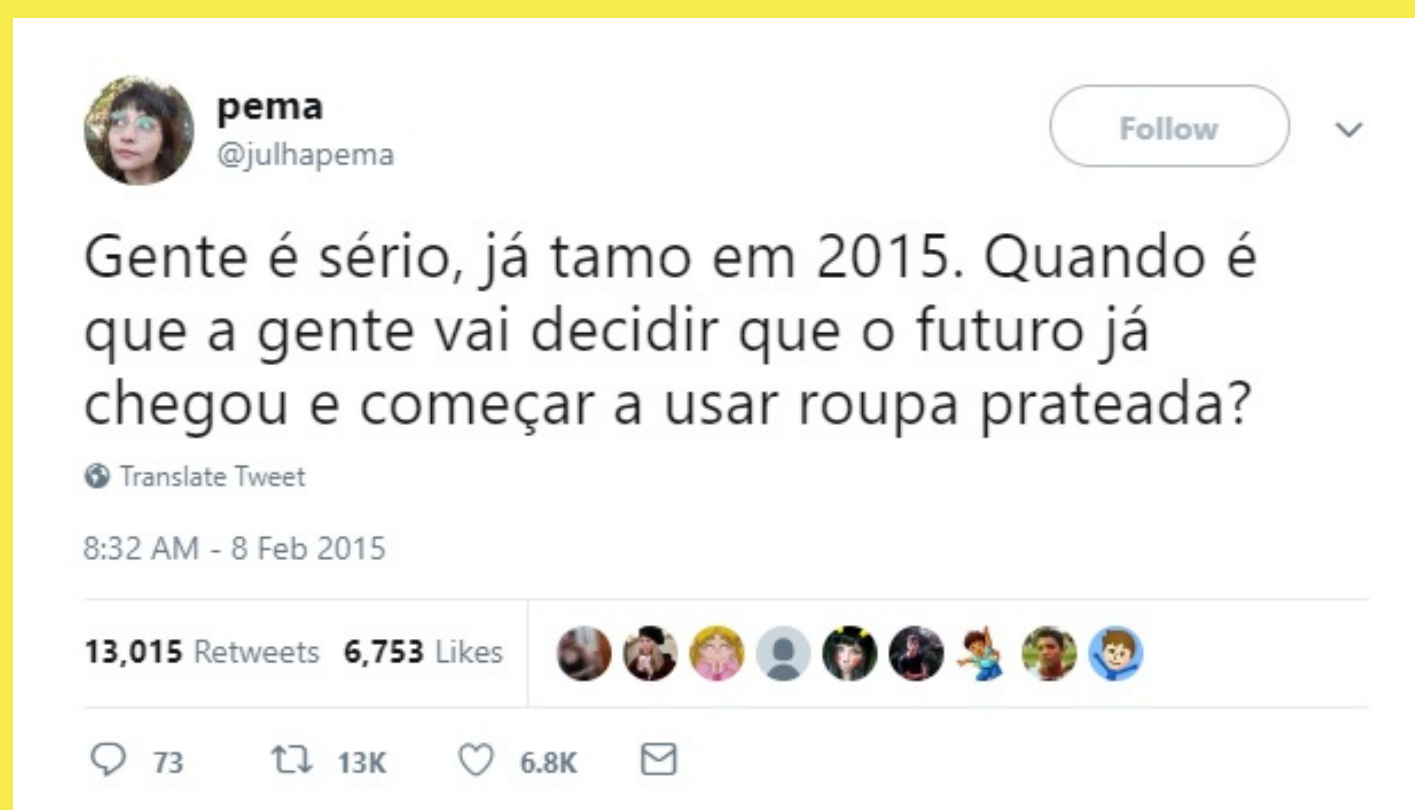 pema
@julhapema
Follow
Gente é sério, já tamo em 2015. Quando é
que a gente vai decidir que o futuro já
chegou e começar a usar roupa prateada?
Translate Tweet
8:32 AM - 8 Feb 2015
13,015 Retweets 6,753 Likes
73 13K 6.8K